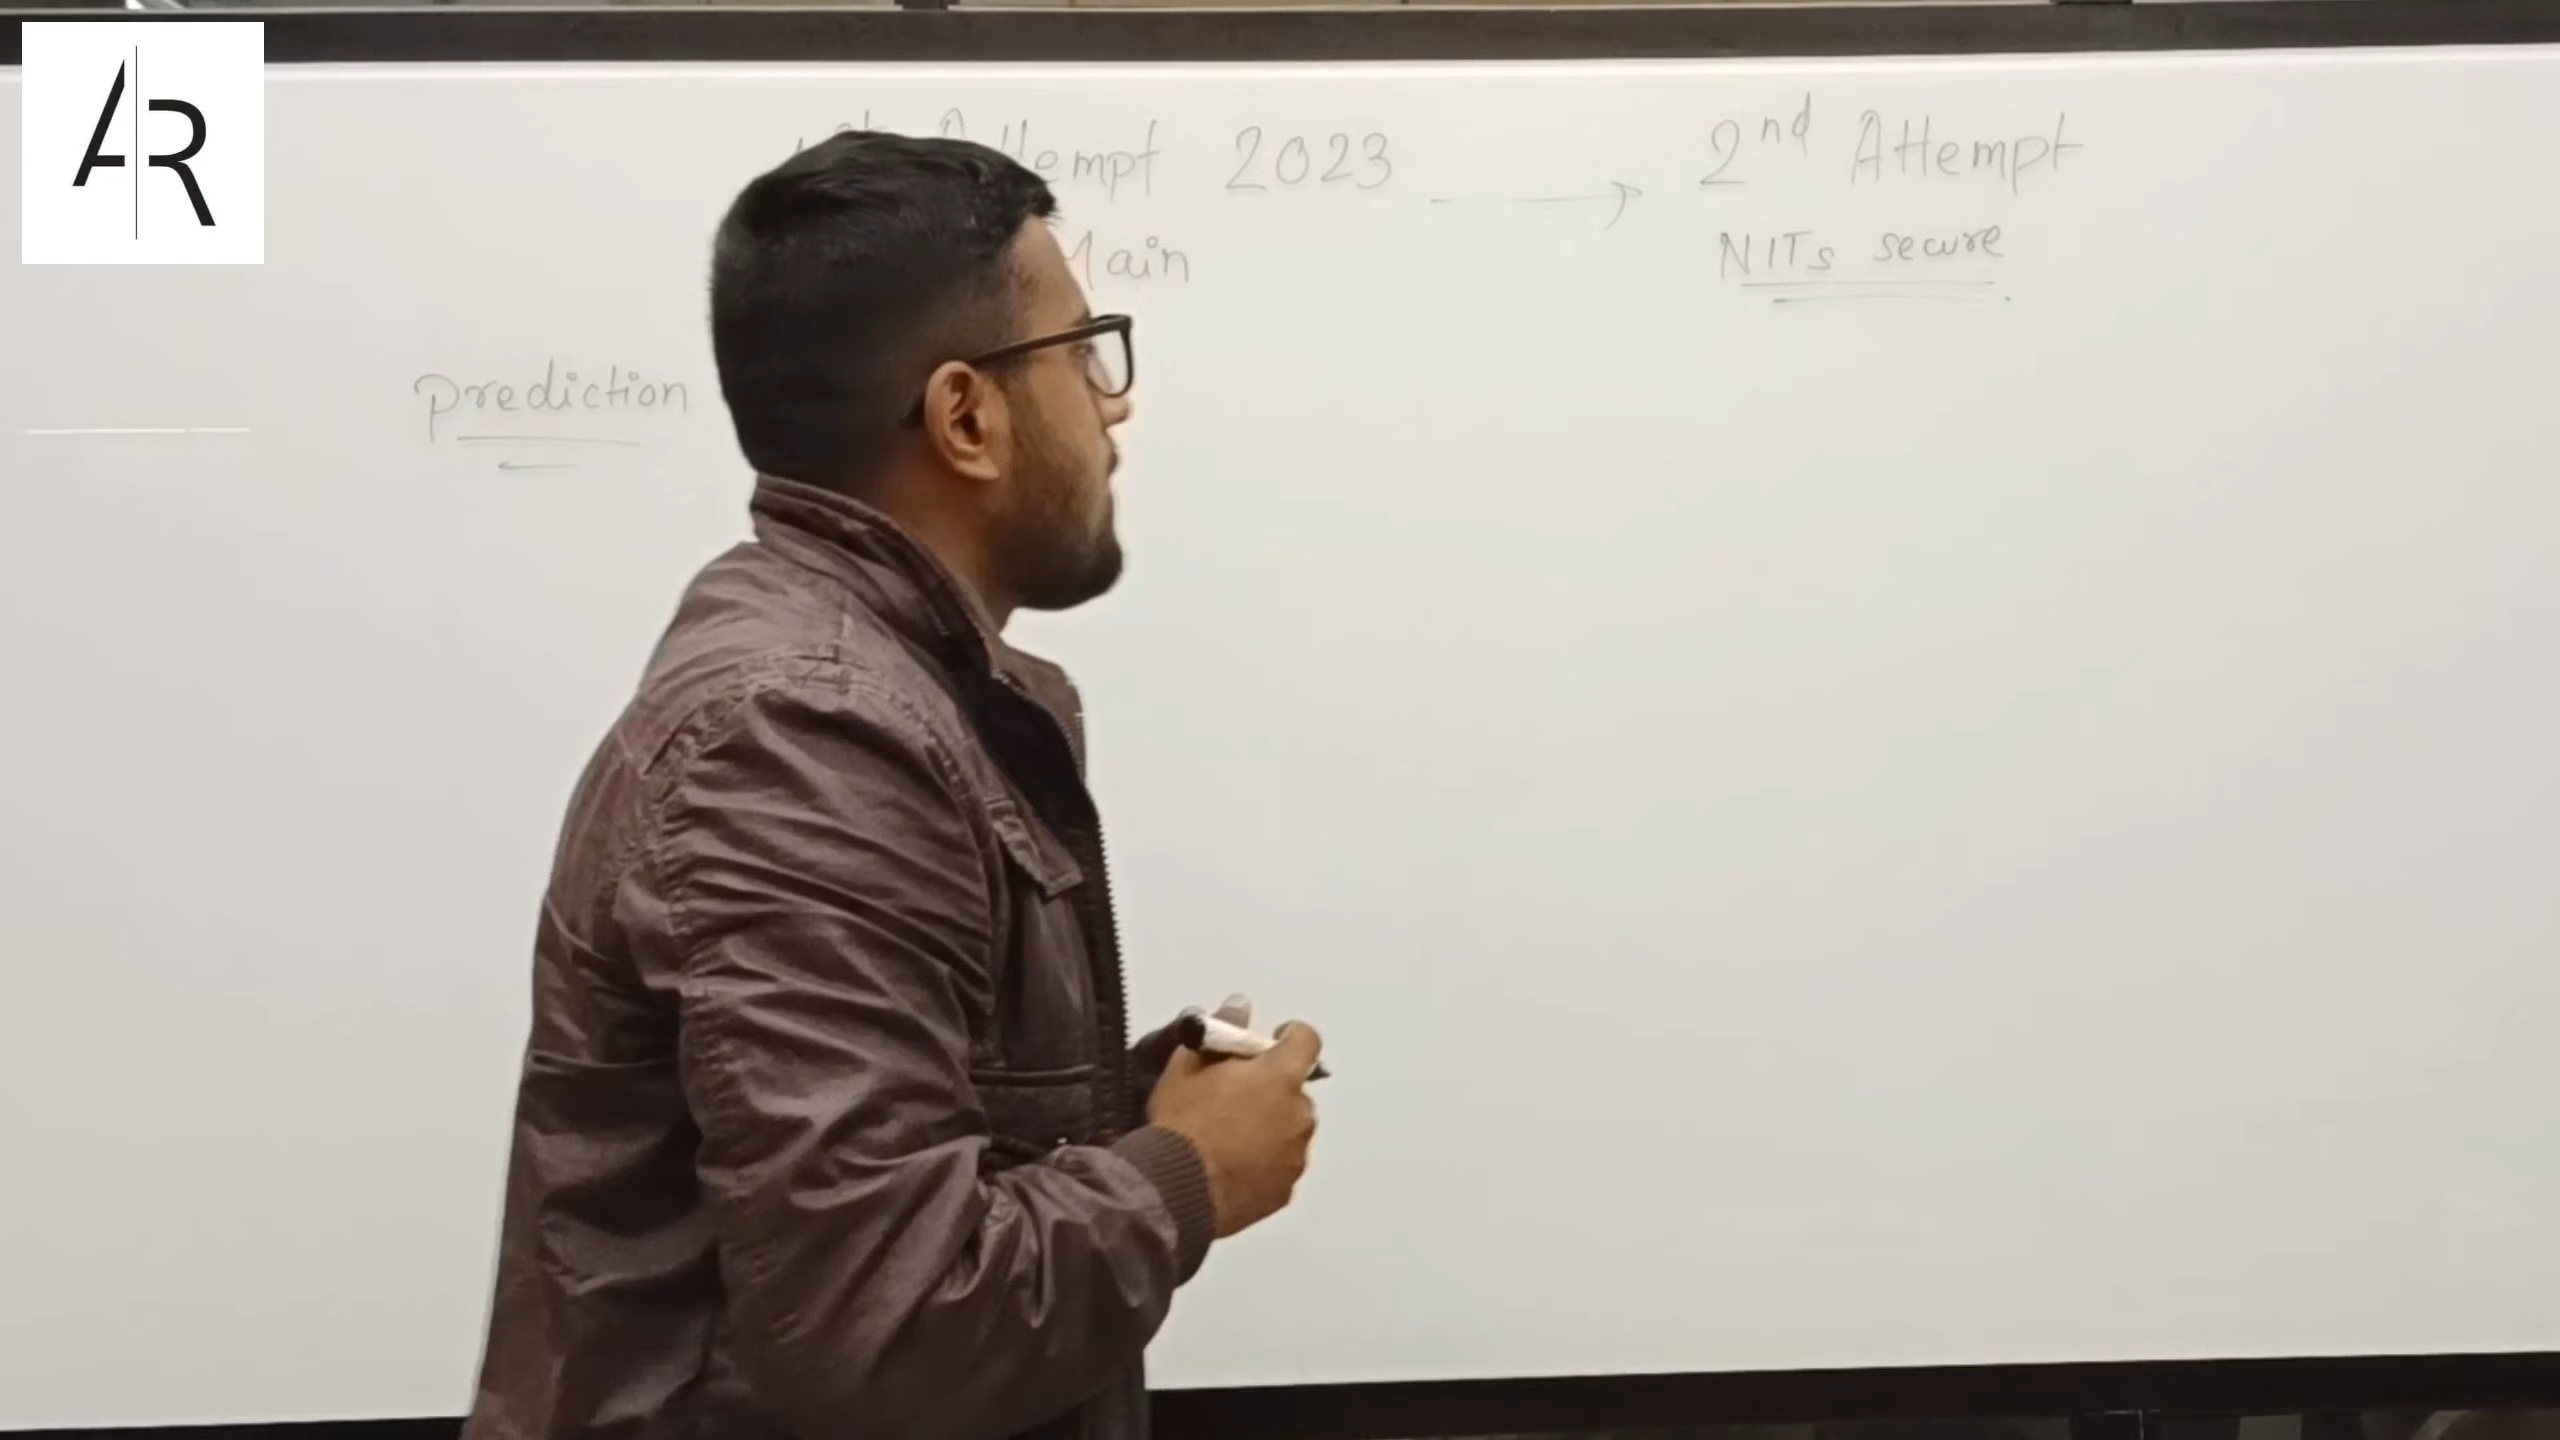 AR
Attempt 2023 → 2nd Attempt
Main
NITs secure
prediction